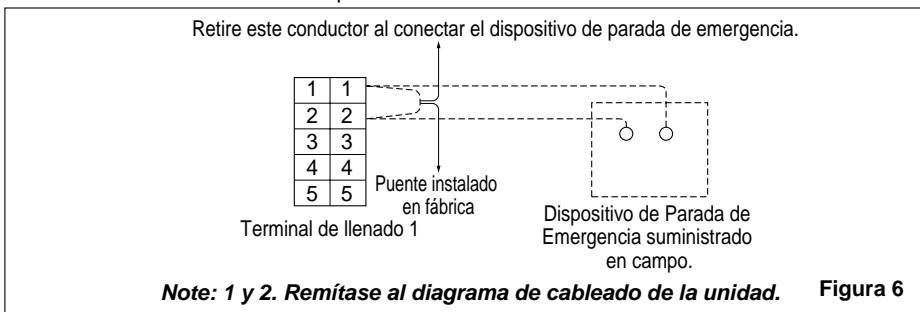 Retire este conductor al conectar el dispositivo de parada de emergencia.
1 1
2 2
3 3
4 4
5 5
Puente instalado
en fábrica
Terminal de llenado 1
Dispositivo de Parada de
Emergencia suministrado
en campo.
Note: 1 y 2. Remítase al diagrama de cableado de la unidad.
Figura 6